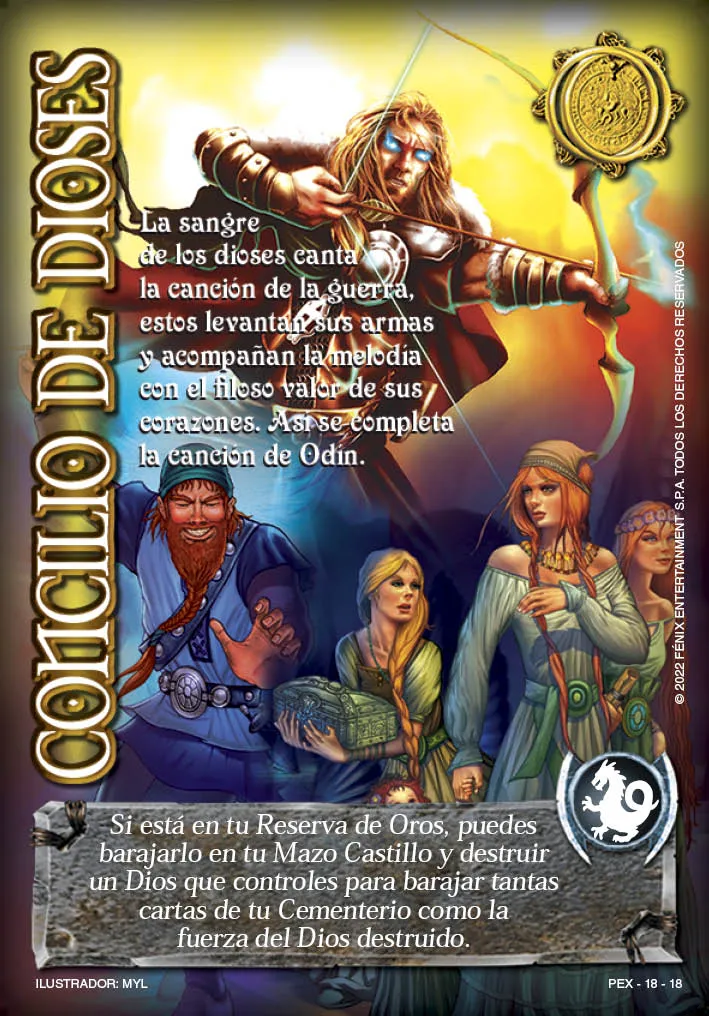 CONCILIO DE DIOSES
La sangre
de los dioses canta
la canción de la guerra,
estos levantan sus armas
y acompañan la melodía
con el filoso valor de sus
corazones. Así se completa
la canción de Odín.
© 2022 FÉNIX ENTERTAINMENT S.P.A. TODOS LOS DERECHOS RESERVADOS
Si está en tu Reserva de Oros, puedes
barajarlo en tu Mazo Castillo y destruir
un Dios que controles para barajar tantas
cartas de tu Cementerio como la
fuerza del Dios destruido.
ILUSTRADOR: MYL
PEX - 18 - 18